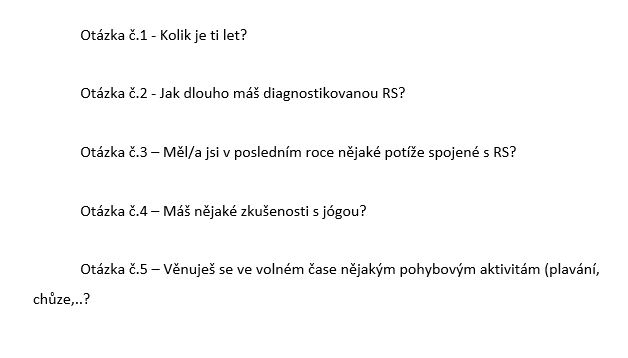 Otázka č.1 - Kolik je ti let?
Otázka č.2 - Jak dlouho máš diagnostikovanou RS?
Otázka č.3 – Měl/a jsi v posledním roce nějaké potíže spojené s RS?
Otázka č.4 – Máš nějaké zkušenosti s jógou?
Otázka č.5 – Věnuješ se ve volném čase nějakým pohybovým aktivitám (plavání,
chůze,..?